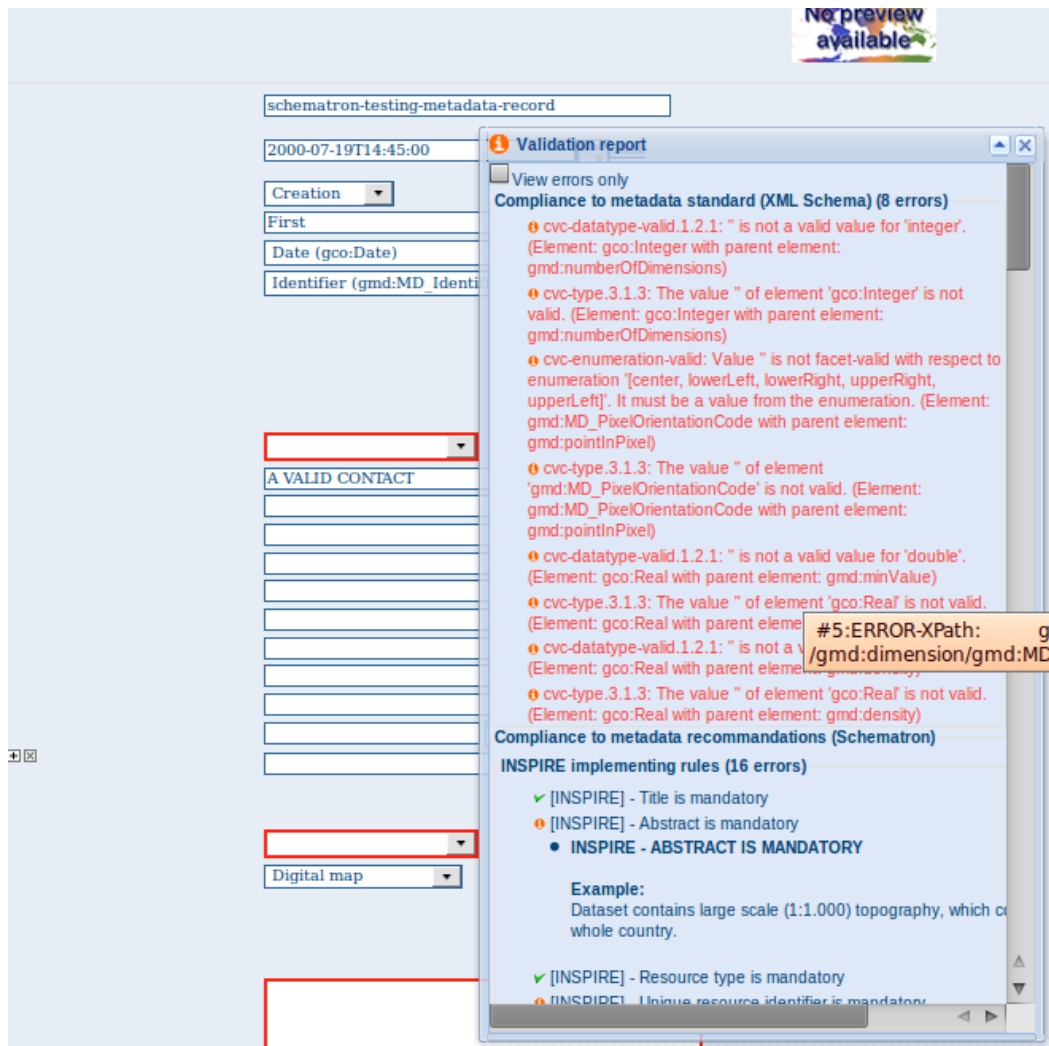 No preview
available
schematron-testing-metadata-record
2000-07-19T14:45:00
Creation
First
Date (gco:Date)
Identifier (gmd:MD_Identi
A VALID CONTACT
Digital map
Validation report
View errors only
Compliance to metadata standard (XML Schema) (8 errors)
cvc-datatype-valid.1.2.1: '' is not a valid value for 'integer'.
(Element: gco:Integer with parent element:
gmd:numberOfDimensions)
cvc-type.3.1.3: The value '' of element 'gco:Integer' is not
valid. (Element: gco:Integer with parent element:
gmd:numberOfDimensions)
cvc-enumeration-valid: Value '' is not facet-valid with respect to
enumeration '[center, lowerLeft, lowerRight, upperRight,
upperLeft]'. It must be a value from the enumeration. (Element:
gmd:MD_PixelOrientationCode with parent element:
gmd:pointInPixel)
cvc-type.3.1.3: The value '' of element
'gmd:MD_PixelOrientationCode' is not valid. (Element:
gmd:MD_PixelOrientationCode with parent element:
gmd:pointInPixel)
cvc-datatype-valid.1.2.1: '' is not a valid value for 'double'.
(Element: gco:Real with parent element: gmd:minValue)
cvc-type.3.1.3: The value '' of element 'gco:Real' is not valid.
(Element: gco:Real with parent eleme
cvc-datatype-valid.1.2.1: '' is not a v
(Element: gco:Real with parent element: gmd:density)
cvc-type.3.1.3: The value '' of element 'gco:Real' is not valid.
(Element: gco:Real with parent element: gmd:density)
#5:ERROR-XPath: g
/gmd:dimension/gmd:MD
Compliance to metadata recommandations (Schematron)
INSPIRE implementing rules (16 errors)
[INSPIRE] - Title is mandatory
[INSPIRE] - Abstract is mandatory
INSPIRE - ABSTRACT IS MANDATORY
Example:
Dataset contains large scale (1:1.000) topography, which co
whole country.
[INSPIRE] - Resource type is mandatory
[INSPIRE] - Unique resource identifier is mandatory